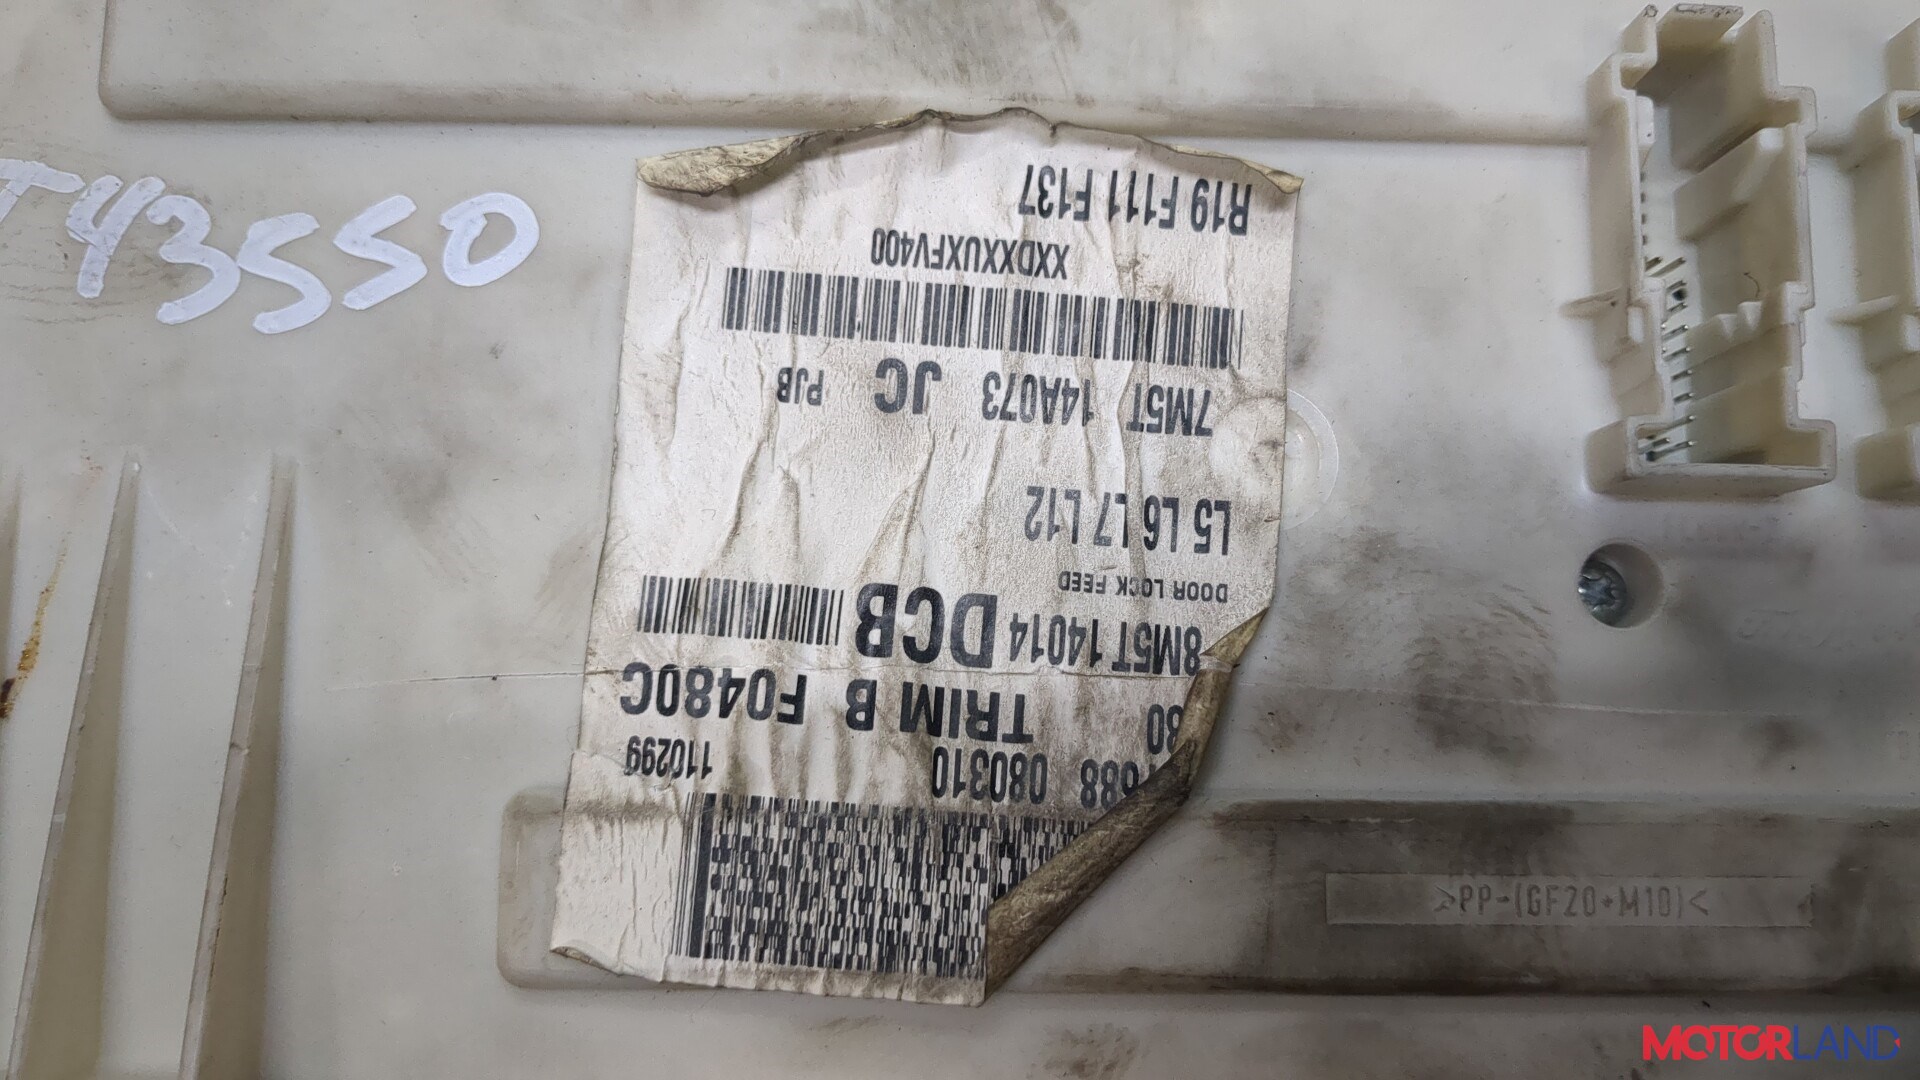 T43550
?688 080310 110299
80 TRIM B F0480C
8M5T 14014 DCB
DOOR LOCK FEED
L5 L6 L7 L12
7M5T 14A073 JC PJB
XXDXXUXFV400
R19 F111 F137
>PP-(GF20+M10)<
MOTORLAND